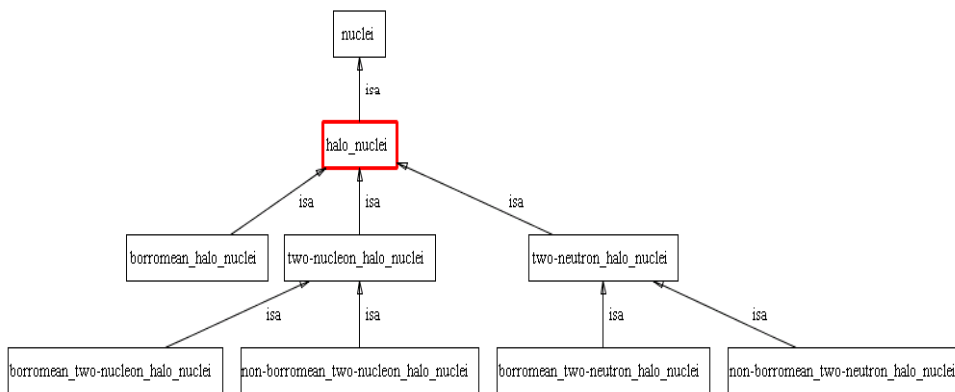 nuclei
isa
halo_nuclei
isa
isa
isa
borromean_halo_nuclei
two-nucleon_halo_nuclei
two-neutron_halo_nuclei
isa
isa
isa
isa
borromean_two-nucleon_halo_nuclei
non-borromean_two-nucleon_halo_nuclei
borromean_two-neutron_halo_nuclei
non-borromean_two-neutron_halo_nuclei